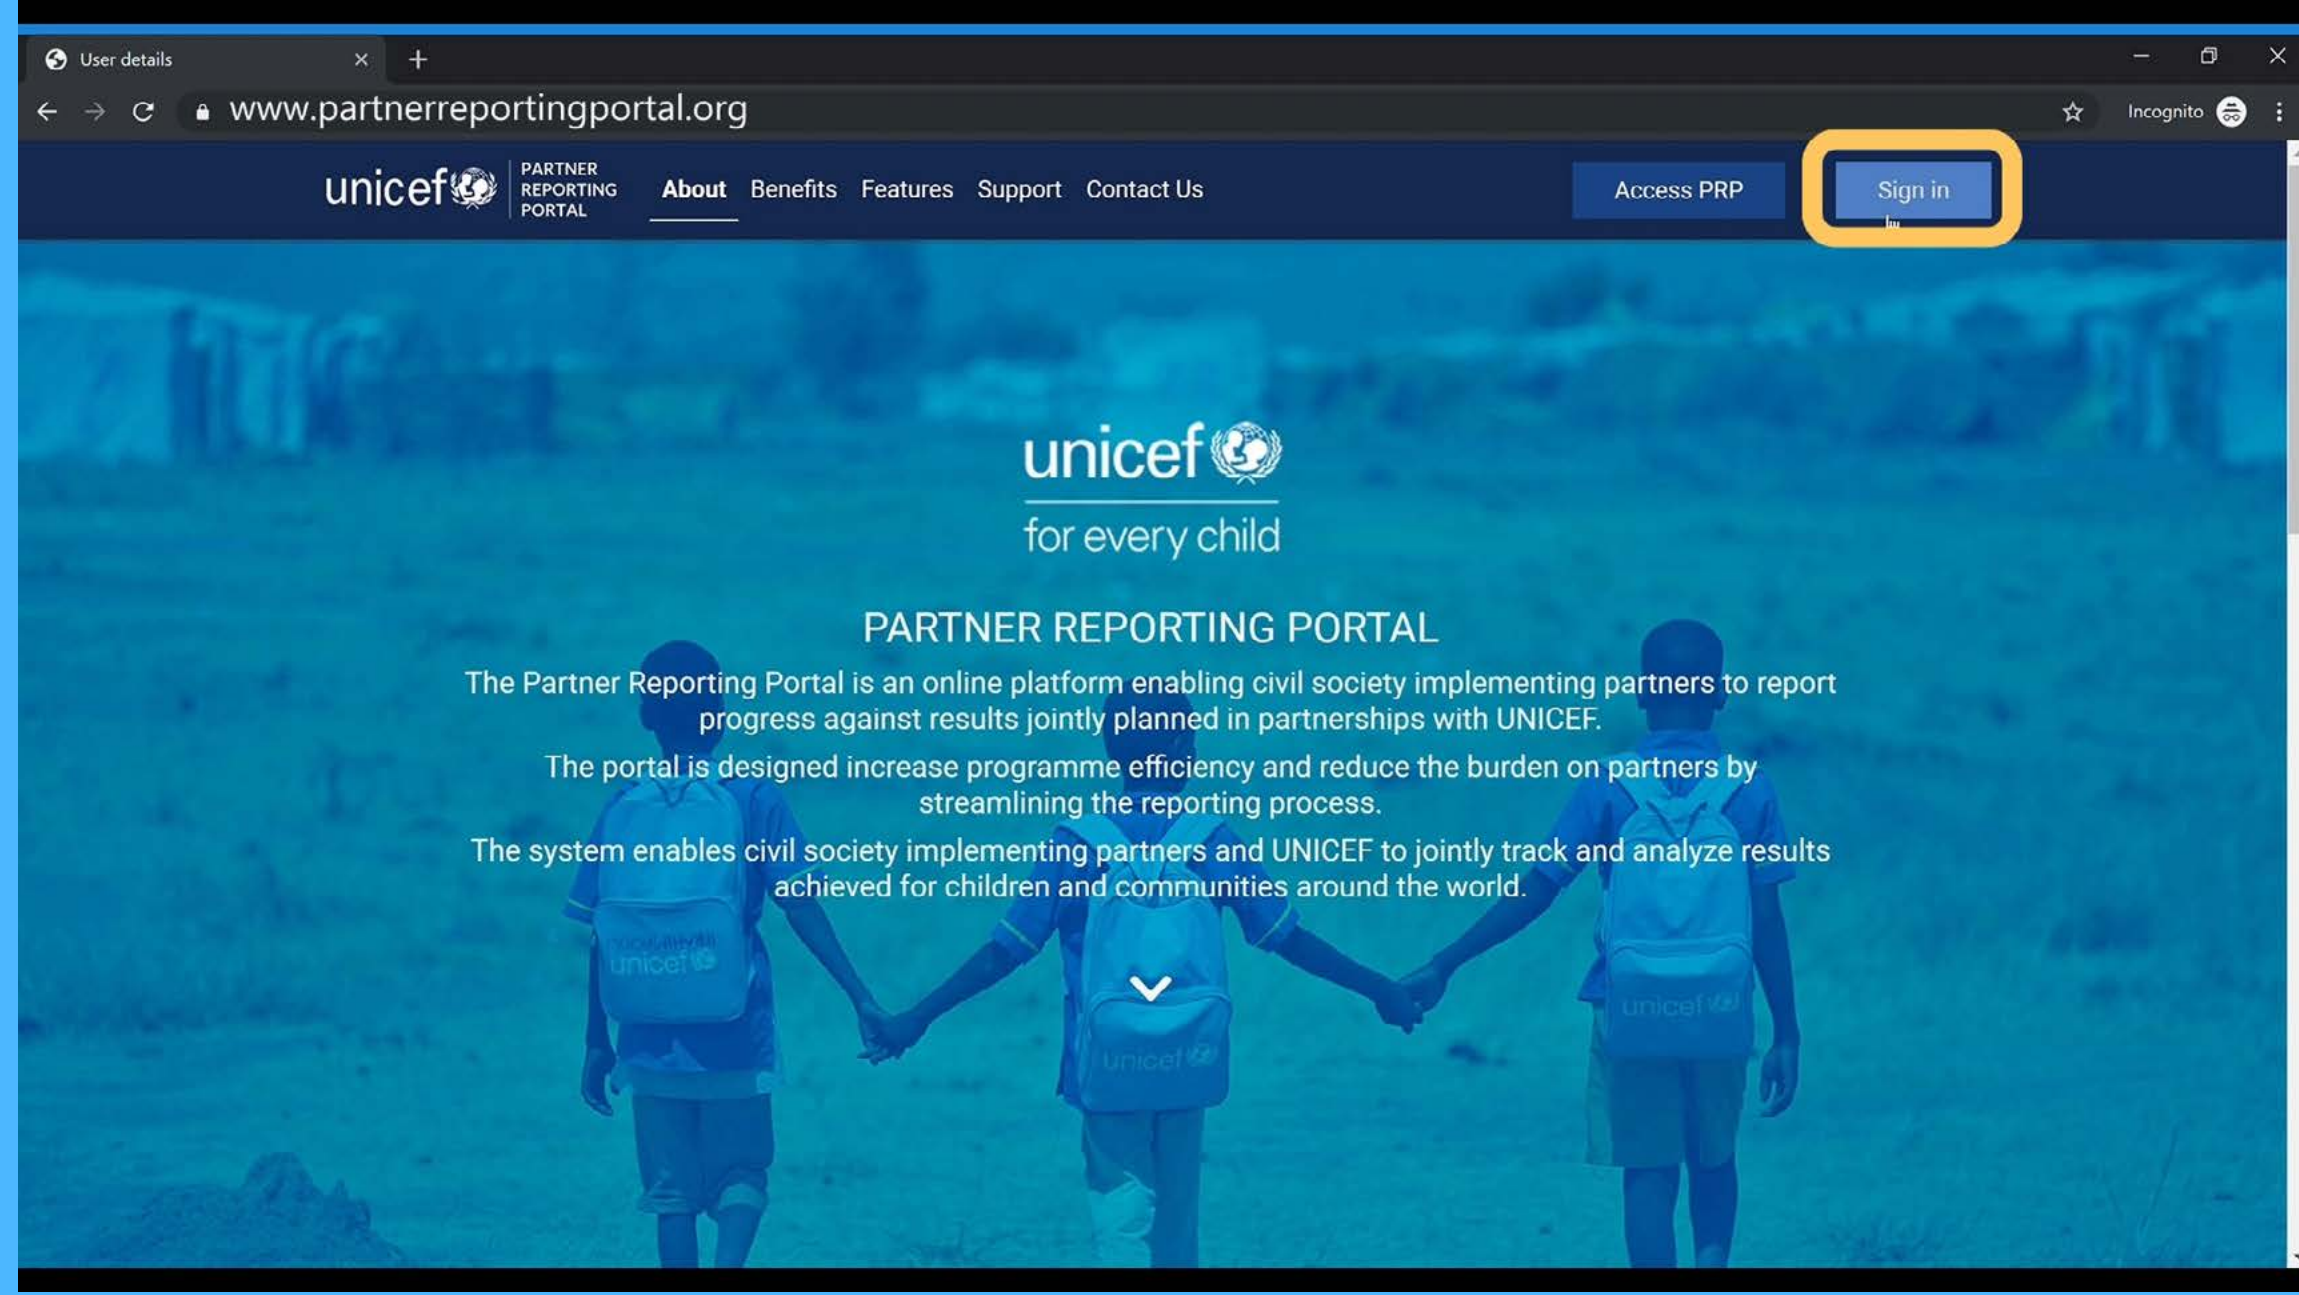 User details
www.partnerreportingportal.org
Incognito
unicef
PARTNER
REPORTING
PORTAL
About Benefits Features Support Contact Us
Access PRP
Sign in
unicef
for every child
PARTNER REPORTING PORTAL
The Partner Reporting Portal is an online platform enabling civil society implementing partners to report
progress against results jointly planned in partnerships with UNICEF.
The portal is designed increase programme efficiency and reduce the burden on partners by
streamlining the reporting process.
The system enables civil society implementing partners and UNICEF to jointly track and analyze results
achieved for children and communities around the world.
unicef
unicef
unicef